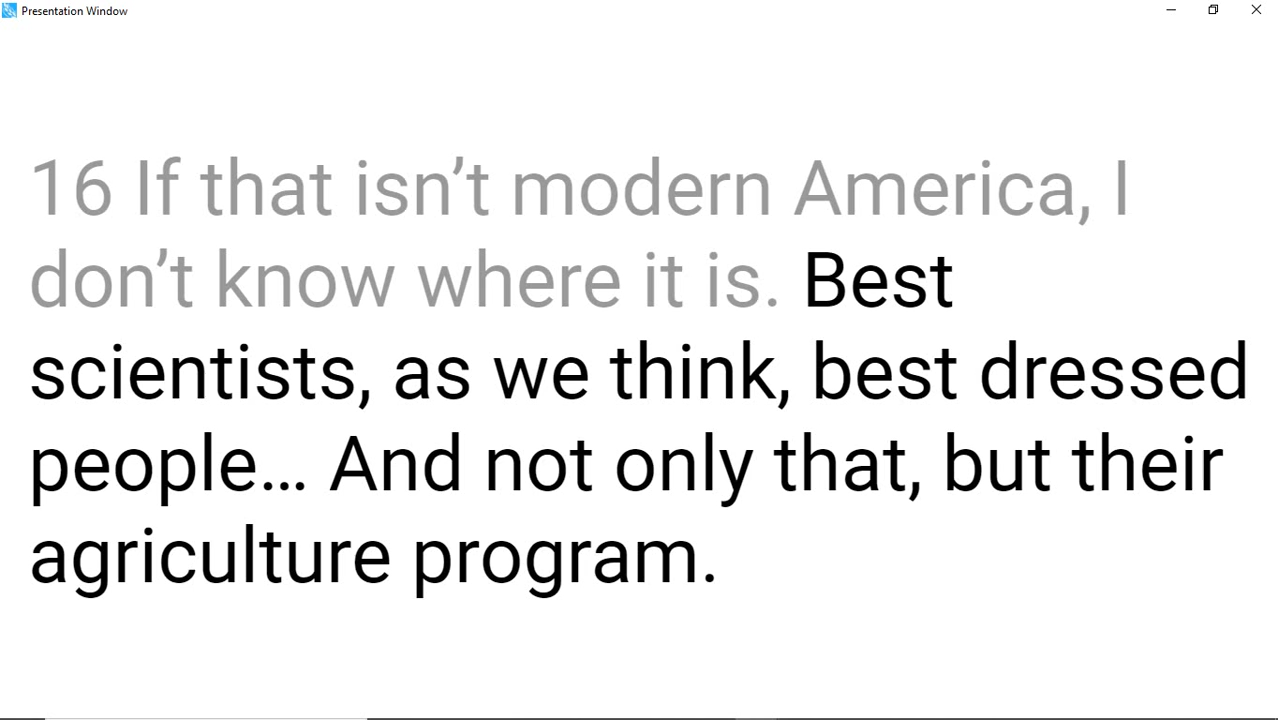 Presentation Window
16 If that isn’t modern America, I
don’t know where it is. Best
scientists, as we think, best dressed
people… And not only that, but their
agriculture program.